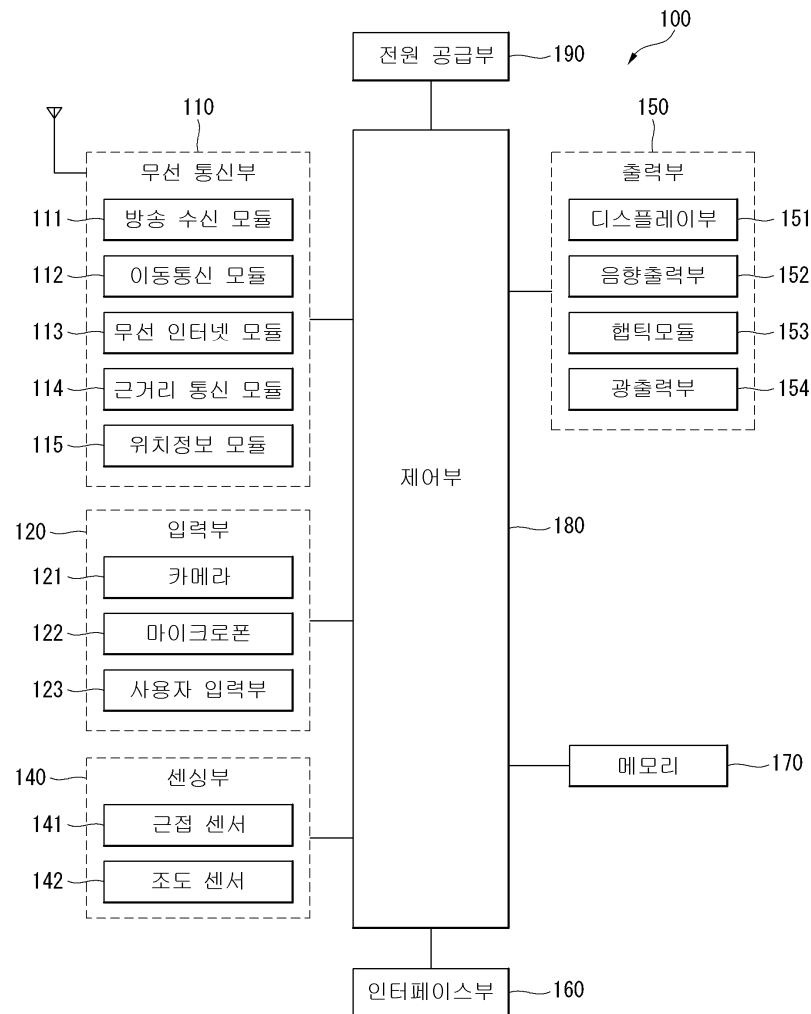 100
전원 공급부 190
110
무선 통신부
111 방송 수신 모듈
112 이동통신 모듈
113 무선 인터넷 모듈
114 근거리 통신 모듈
115 위치정보 모듈
120 입력부
121 카메라
122 마이크로폰
123 사용자 입력부
140 센싱부
141 근접 센서
142 조도 센서
제어부
180
150
출력부
디스플레이부 151
음향출력부 152
햅틱모듈 153
광출력부 154
메모리 170
인터페이스부 160